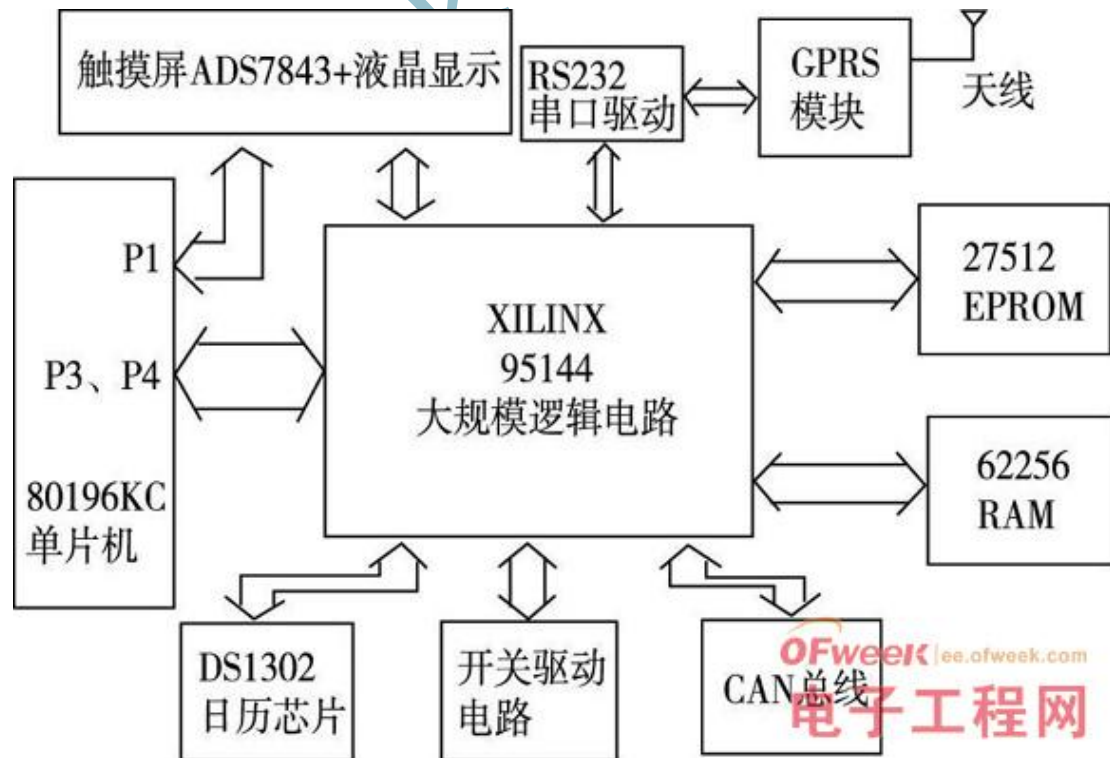 触摸屏ADS7843+液晶显示
RS232
串口驱动
GPRS
模块
天线
P1
P3、P4
80196KC
单片机
XILINX
95144
大规模逻辑电路
27512
EPROM
62256
RAM
DS1302
日历芯片
开关驱动
电路
CAN总线
OFweek ee.ofweek.com
电子工程网